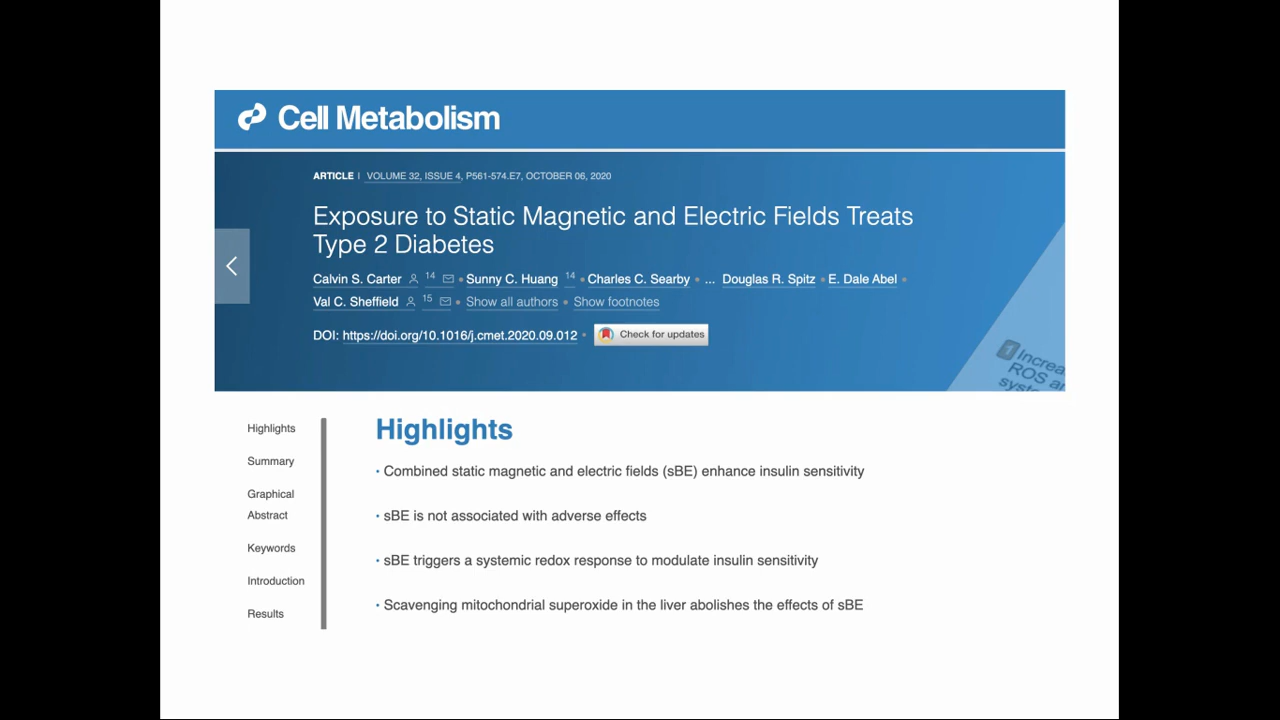 Cell Metabolism
ARTICLE | VOLUME 32, ISSUE 4, P561-574.E7, OCTOBER 06, 2020
Exposure to Static Magnetic and Electric Fields Treats
Type 2 Diabetes
Calvin S. Carter 14 • Sunny C. Huang 14 • Charles C. Searby • ... Douglas R. Spitz • E. Dale Abel •
Val C. Sheffield 15 • Show all authors • Show footnotes
DOI: https://doi.org/10.1016/j.cmet.2020.09.012 • Check for updates
1 Increa
ROS a
syst
Highlights
Summary
Graphical
Abstract
Keywords
Introduction
Results
Highlights
• Combined static magnetic and electric fields (sBE) enhance insulin sensitivity
• sBE is not associated with adverse effects
• sBE triggers a systemic redox response to modulate insulin sensitivity
• Scavenging mitochondrial superoxide in the liver abolishes the effects of sBE